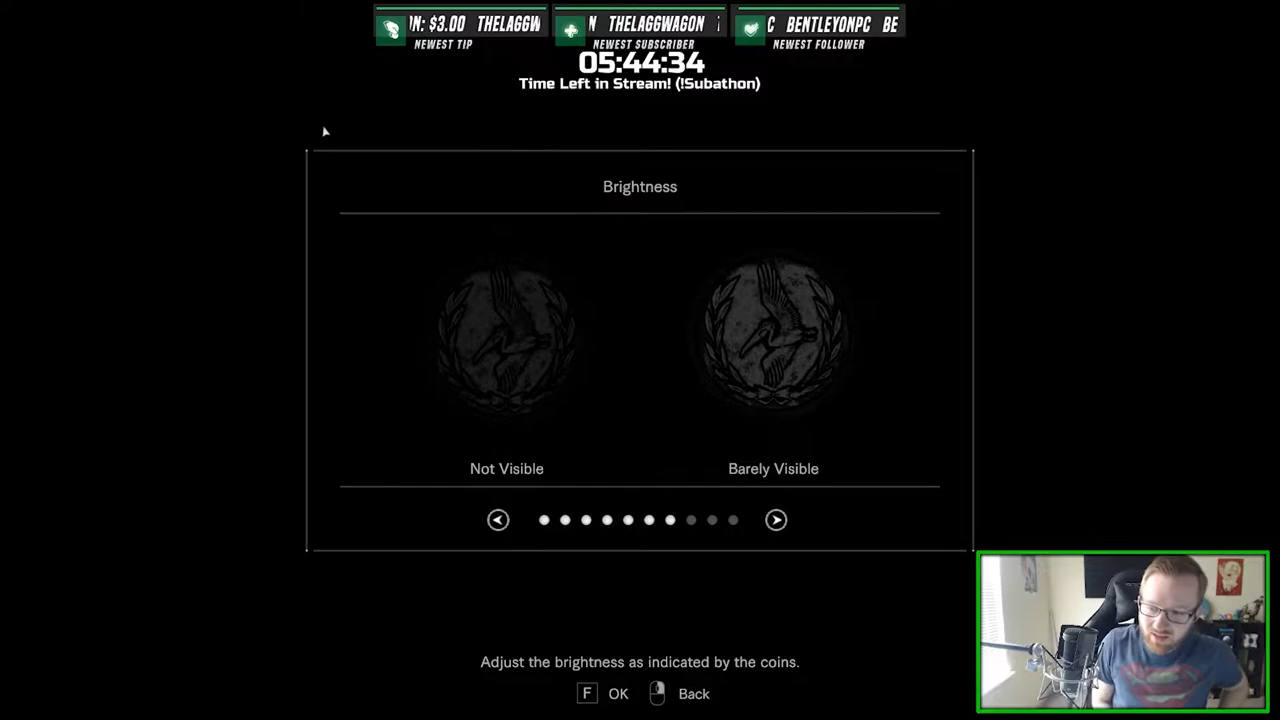 IN: $3.00 THELAGGW
NEWEST TIP
N THELAGGWAGON
NEWEST SUBSCRIBER
C BENTLEYONPC BE
NEWEST FOLLOWER
05:44:34
Time Left in Stream! (!Subathon)
Brightness
Not Visible
Barely Visible
Adjust the brightness as indicated by the coins.
F OK Back